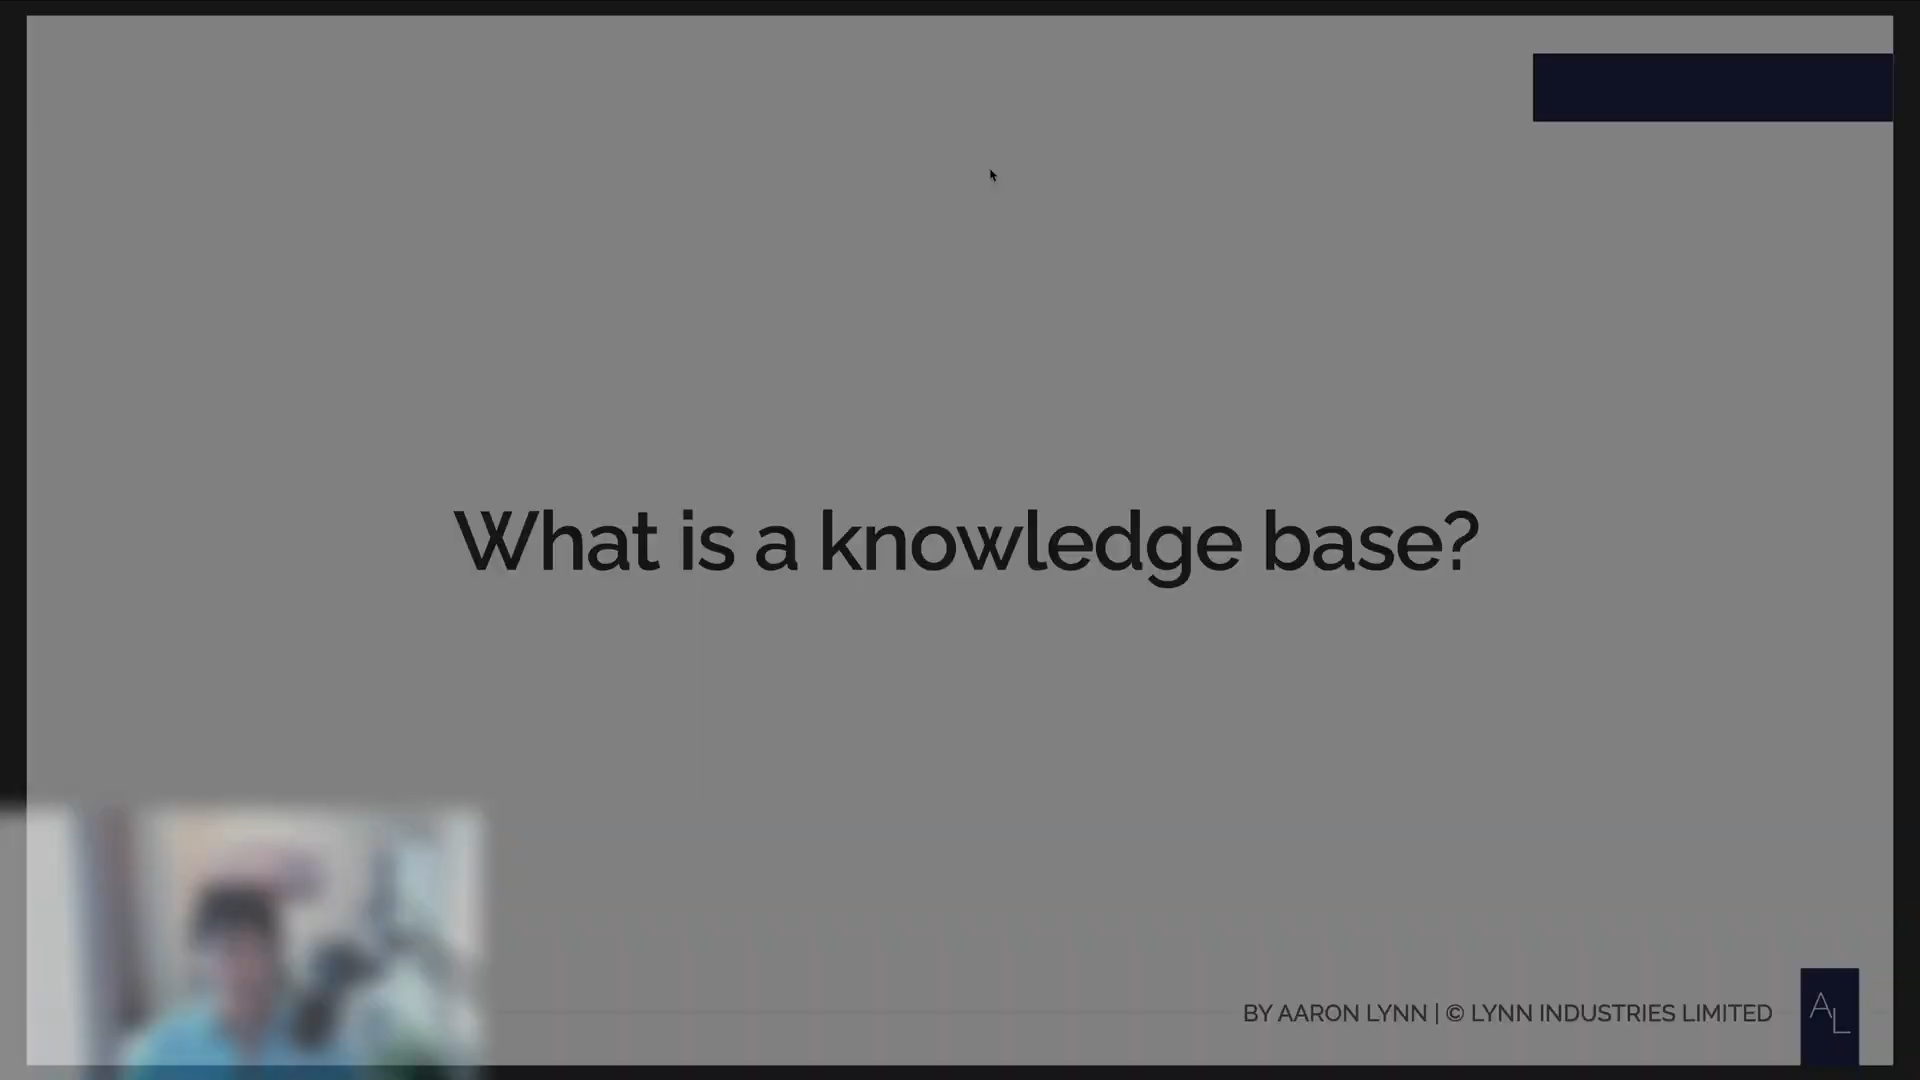 What is a knowledge base?
BY AARON LYNN | © LYNN INDUSTRIES LIMITED
AL